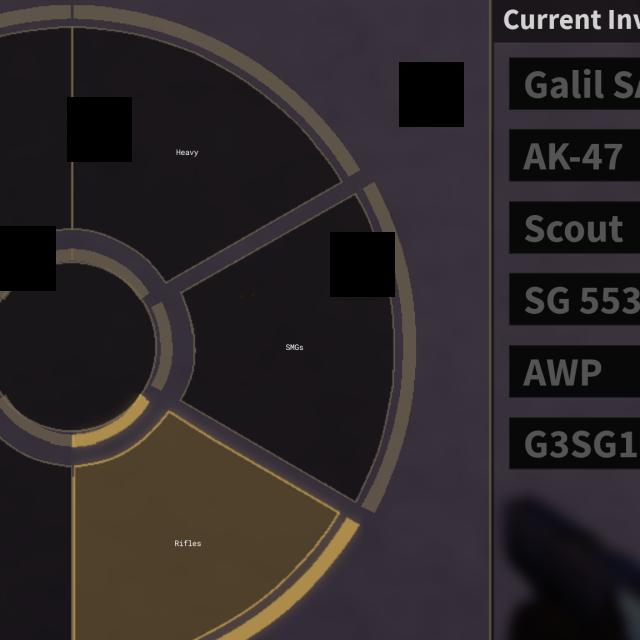 Current Inv
Galil SA
AK-47
Scout
SG 553
AWP
G3SG1
Heavy
SMGs
Rifles